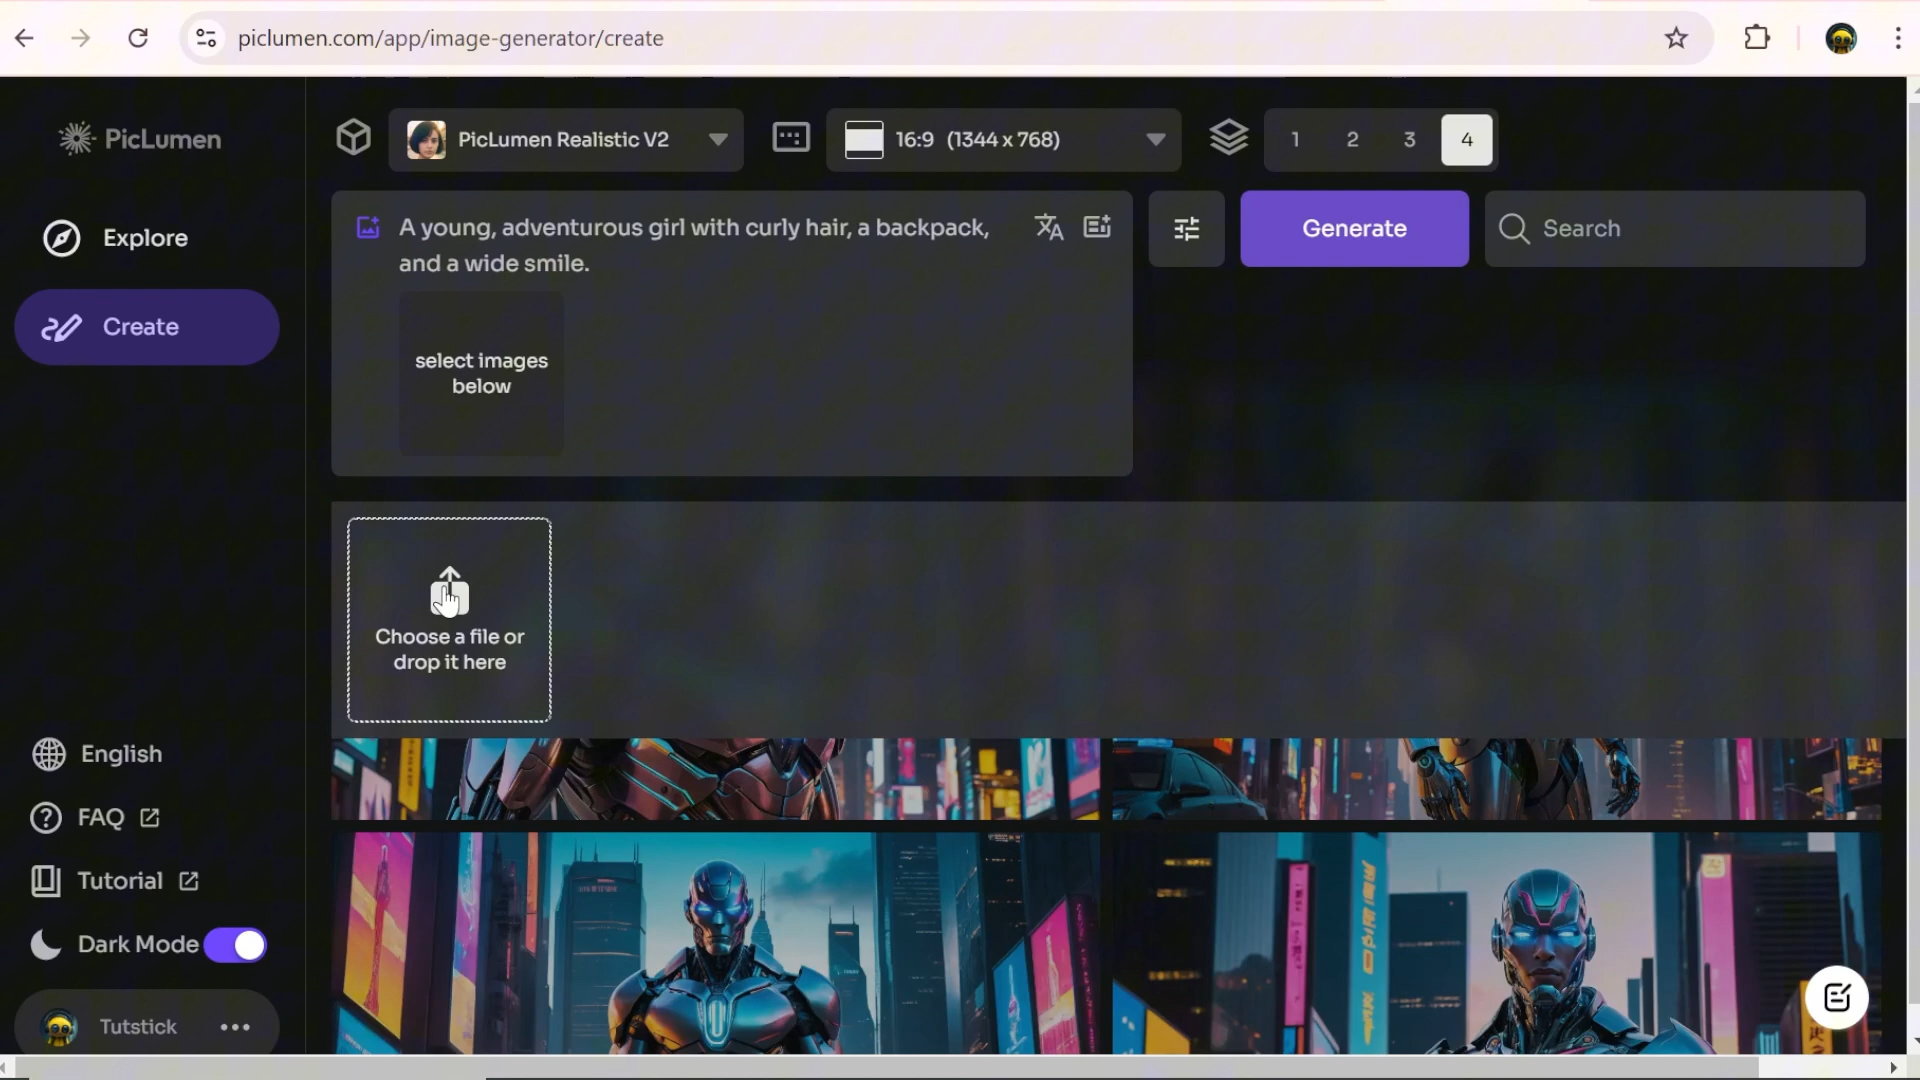 piclumen.com/app/image-generator/create
PicLumen
PicLumen Realistic V2
16:9 (1344 x 768)
1 2 3 4
A young, adventurous girl with curly hair, a backpack,
and a wide smile.
Generate
Search
Explore
Create
select images
below
Choose a file or
drop it here
English
FAQ
Tutorial
Dark Mode
Tutstick